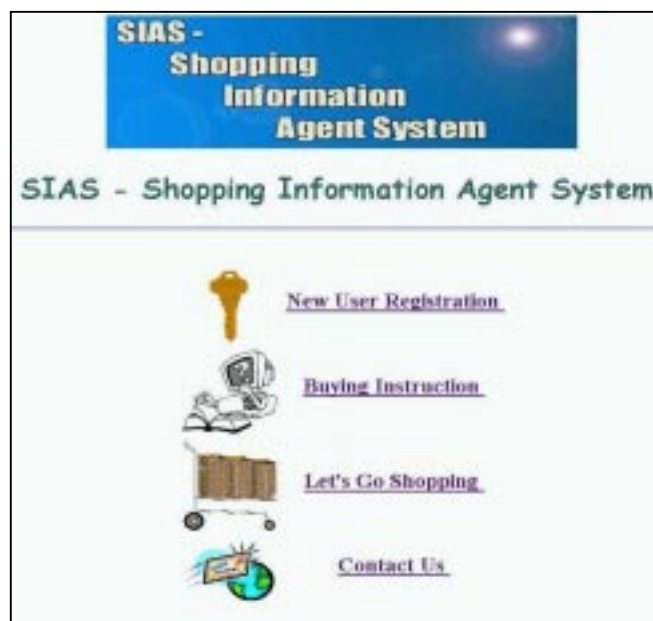 SIAS -
Shopping
Information
Agent System
SIAS - Shopping Information Agent System
New User Registration
Buying Instruction
Let's Go Shopping
Contact Us